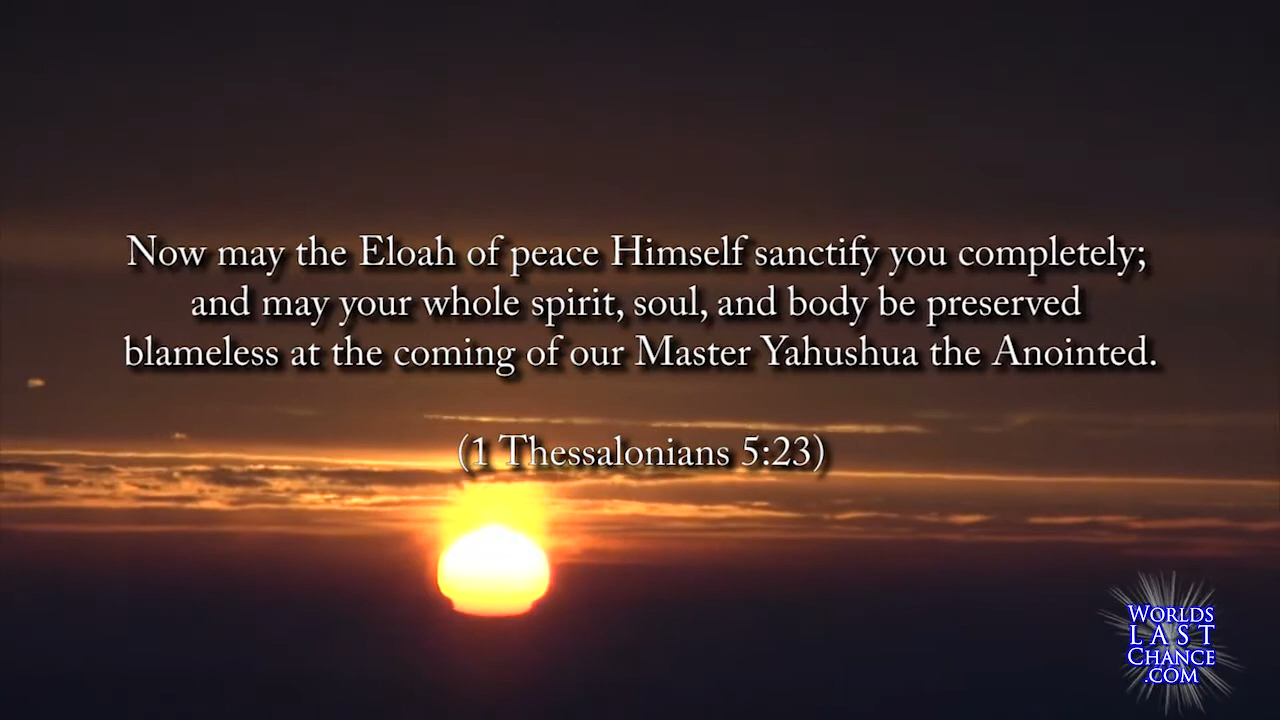 Now may the Eloah of peace Himself sanctify you completely;
and may your whole spirit, soul, and body be preserved
blameless at the coming of our Master Yahushua the Anointed.
(1 Thessalonians 5:23)
WORLDS
LAST
CHANCE
.COM